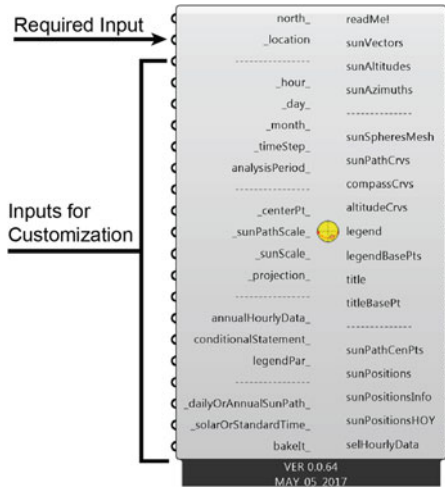 Required Input
Inputs for
Customization
north_
_location
--------------
_hour_
_day_
_month_
_timeStep_
analysisPeriod_
--------------
_centerPt_
_sunPathScale_
_sunScale_
_projection_
--------------
annualHourlyData_
conditionalStatement_
legendPar_
--------------
_dailyOrAnnualSunPath_
_solarOrStandardTime_
bakeIt_
readMe!
sunVectors
sunAltitudes
sunAzimuths
--------------
sunSpheresMesh
sunPathCrvs
compassCrvs
altitudeCrvs
legend
legendBasePts
title
titleBasePt
--------------
sunPathCenPts
sunPositions
sunPositionsInfo
sunPositionsHOY
selHourlyData
VER 0.0.64
MAY_05_2017